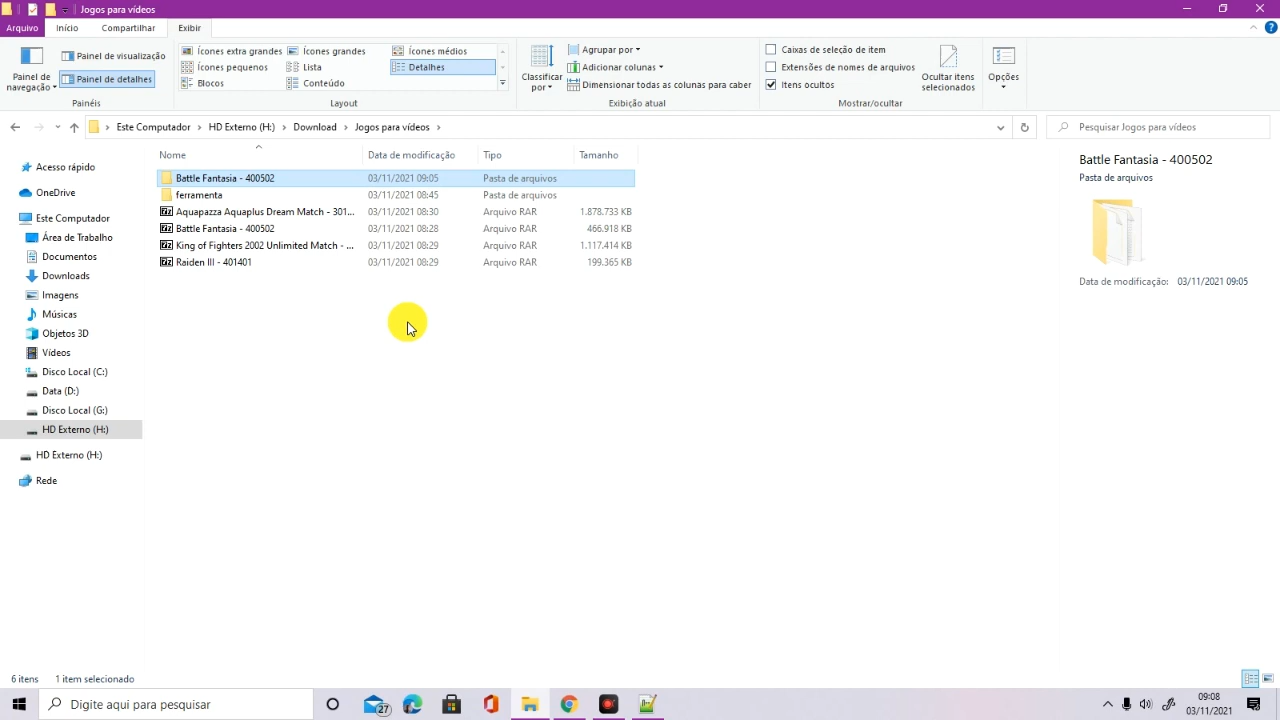 Jogos para vídeos
Arquivo Início Compartilhar Exibir
Painel de navegação
Painel de visualização
Painel de detalhes
Painéis
Ícones extra grandes Ícones grandes Ícones médios
Ícones pequenos Lista Detalhes
Blocos Conteúdo
Layout
Classificar por
Agrupar por
Adicionar colunas
Dimensionar todas as colunas para caber
Exibição atual
Caixas de seleção de item
Extensões de nomes de arquivos
Itens ocultos
Ocultar itens selecionados
Mostrar/ocultar
Opções
Este Computador HD Externo (H:) Download Jogos para vídeos
Pesquisar Jogos para vídeos
Acesso rápido
OneDrive
Este Computador
Área de Trabalho
Documentos
Downloads
Imagens
Músicas
Objetos 3D
Vídeos
Disco Local (C:)
Data (D:)
Disco Local (G:)
HD Externo (H:)
HD Externo (H:)
Rede
Nome Data de modificação Tipo Tamanho
Battle Fantasia - 400502 03/11/2021 09:05 Pasta de arquivos
ferramenta 03/11/2021 08:45 Pasta de arquivos
Aquapazza Aquaplus Dream Match - 301... 03/11/2021 08:30 Arquivo RAR 1.878.733 KB
Battle Fantasia - 400502 03/11/2021 08:28 Arquivo RAR 466.918 KB
King of Fighters 2002 Unlimited Match - ... 03/11/2021 08:29 Arquivo RAR 1.117.414 KB
Raiden III - 401401 03/11/2021 08:29 Arquivo RAR 199.365 KB
Battle Fantasia - 400502
Pasta de arquivos
Data de modificação: 03/11/2021 09:05
6 itens 1 item selecionado
Digite aqui para pesquisar
27
09:08
03/11/2021